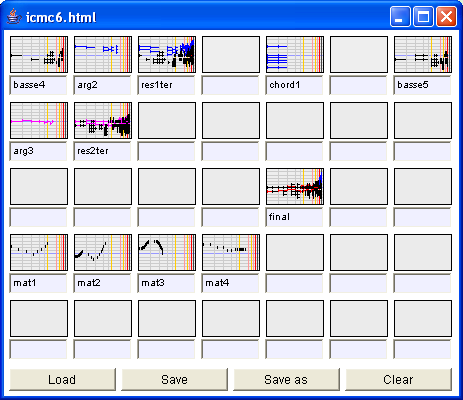 icmc6.html
basse4 arg2 res1ter chord1 basse5
arg3 res2ter
final
mat1 mat2 mat3 mat4
Load Save Save as Clear